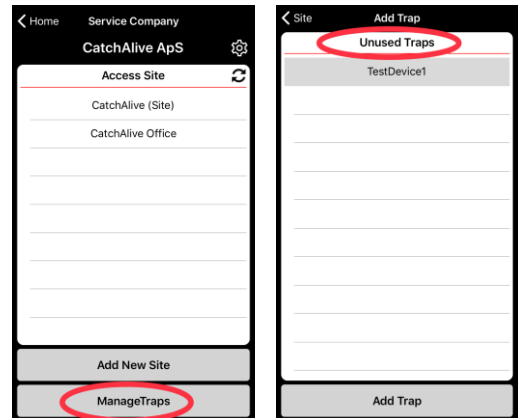 Home Service Company
CatchAlive ApS
Access Site
CatchAlive (Site)
CatchAlive Office
Add New Site
ManageTraps
Site Add Trap
Unused Traps
TestDevice1
Add Trap